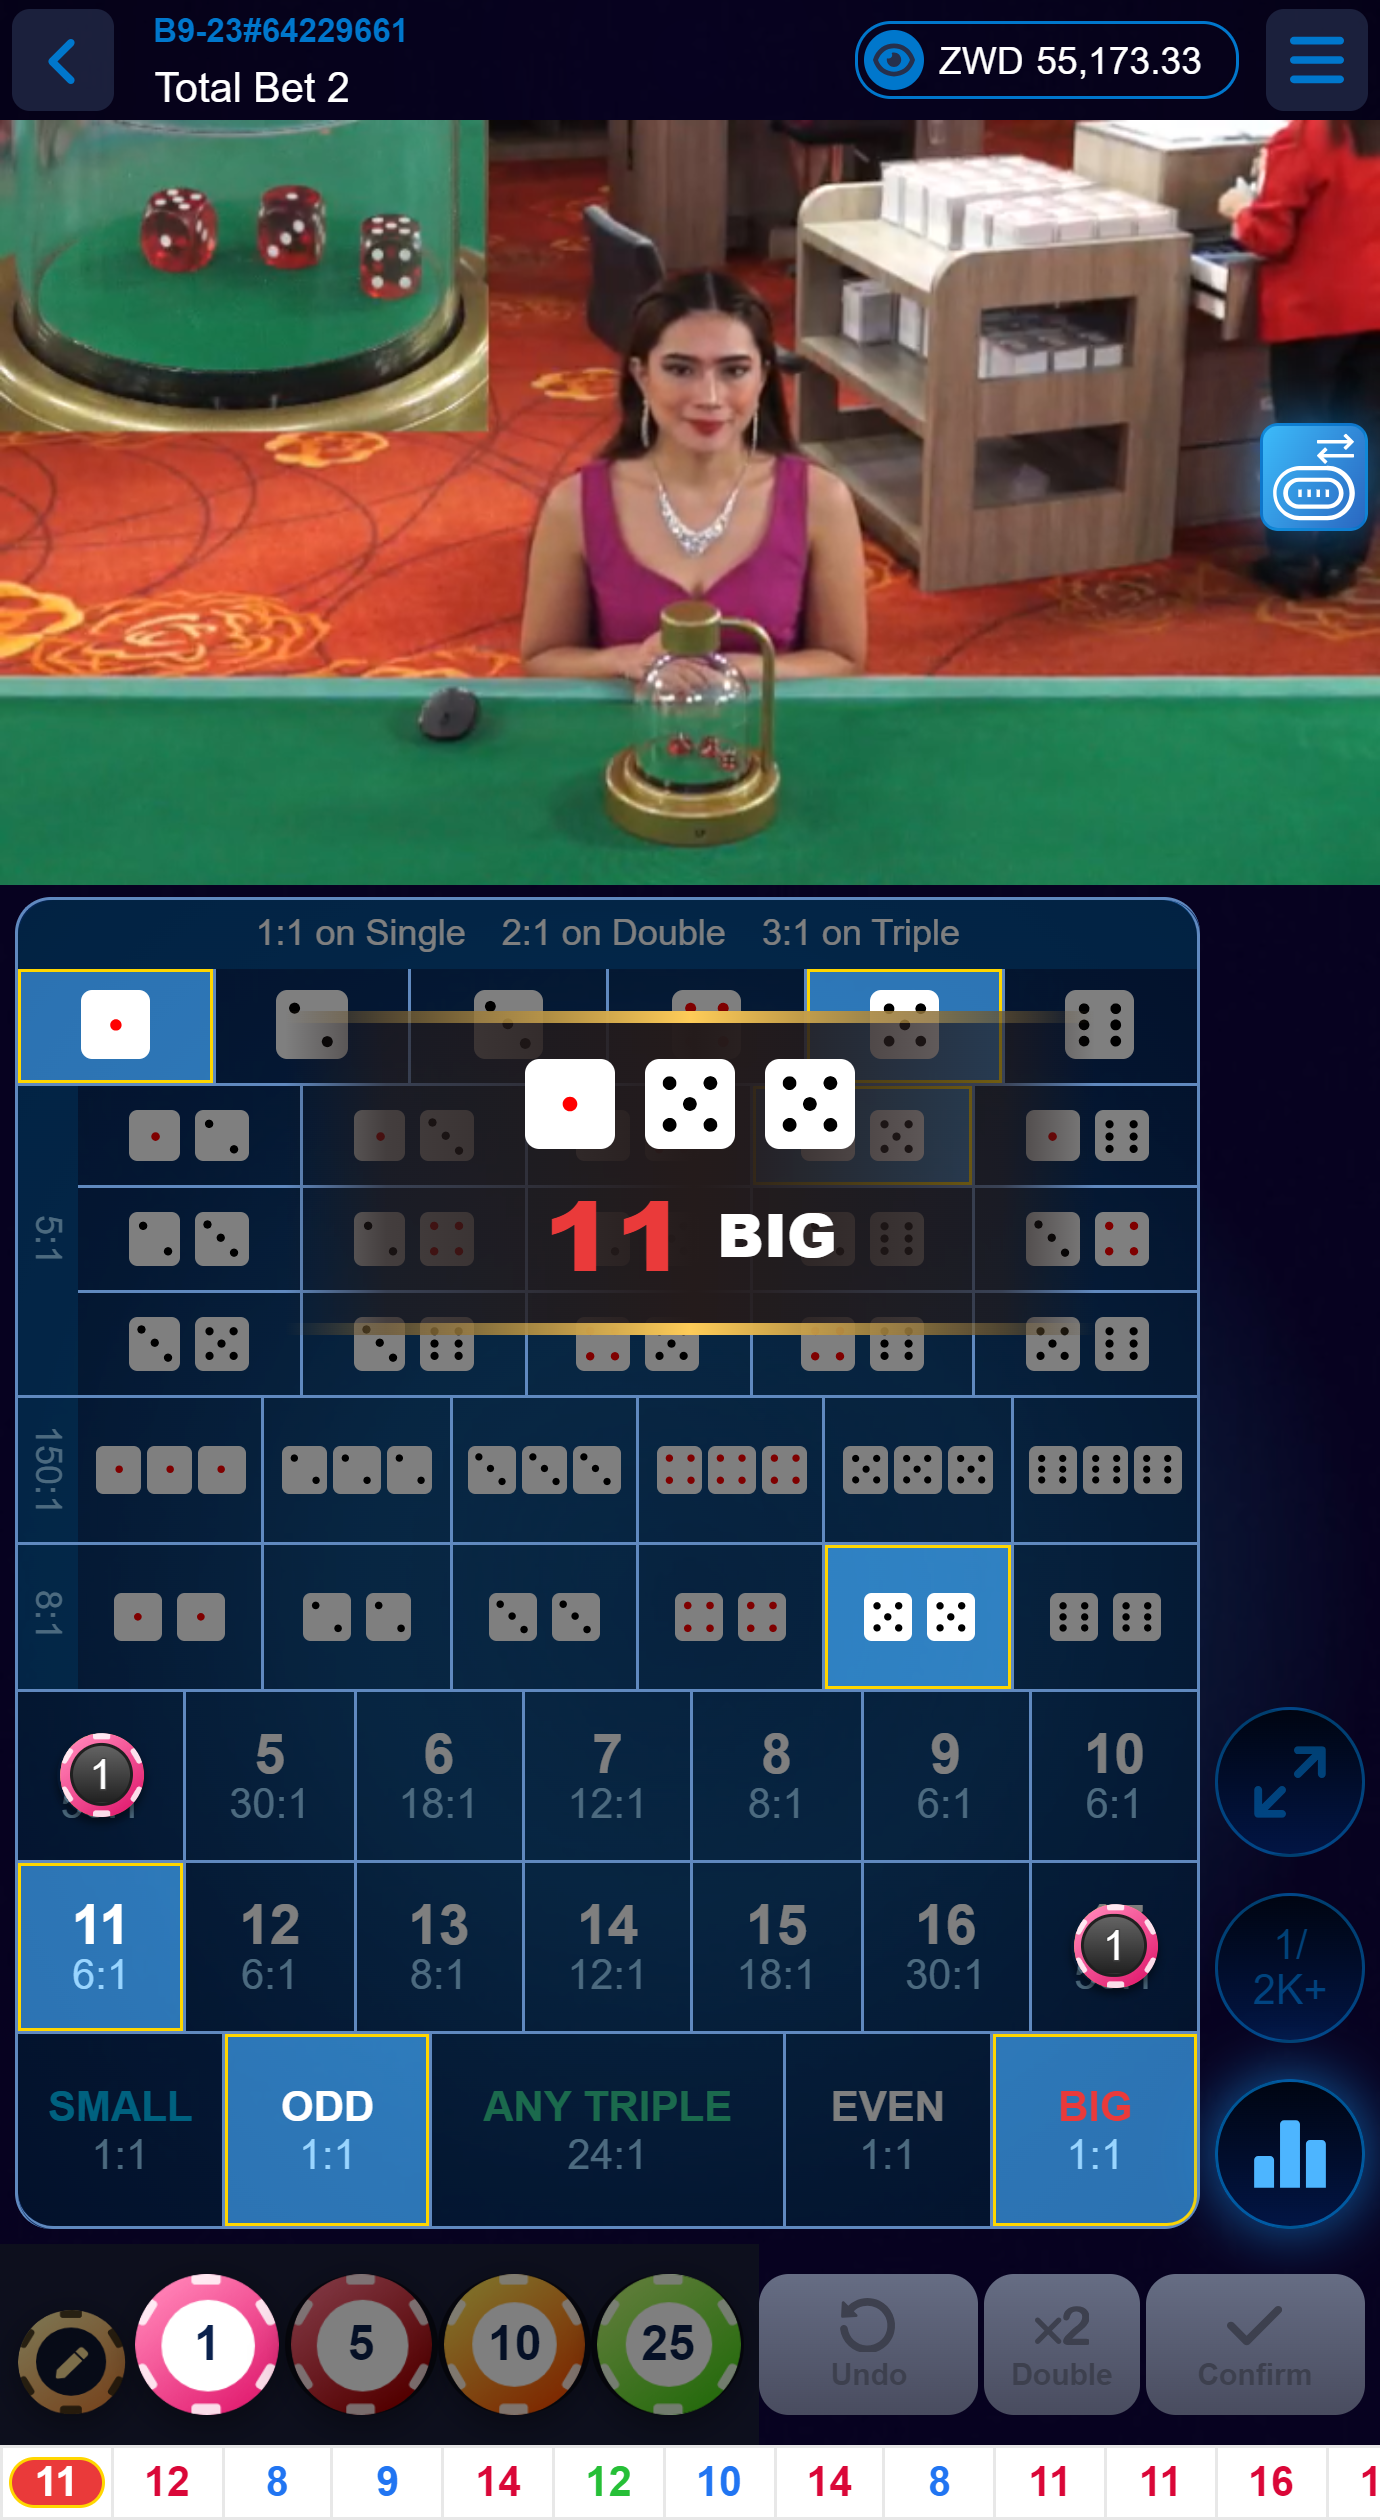 B9-23#64229661
Total Bet 2
ZWD 55,173.33
1:1 on Single 2:1 on Double 3:1 on Triple
11 BIG
5:1
150:1
8:1
1 5 6 7 8 9 10
30:1 18:1 12:1 8:1 6:1 6:1
11 12 13 14 15 16 1
6:1 6:1 8:1 12:1 18:1 30:1
1/
2K+
SMALL ODD ANY TRIPLE EVEN BIG
1:1 1:1 24:1 1:1 1:1
1 5 10 25
Undo x2 Double Confirm
11 12 8 9 14 12 10 14 8 11 11 16